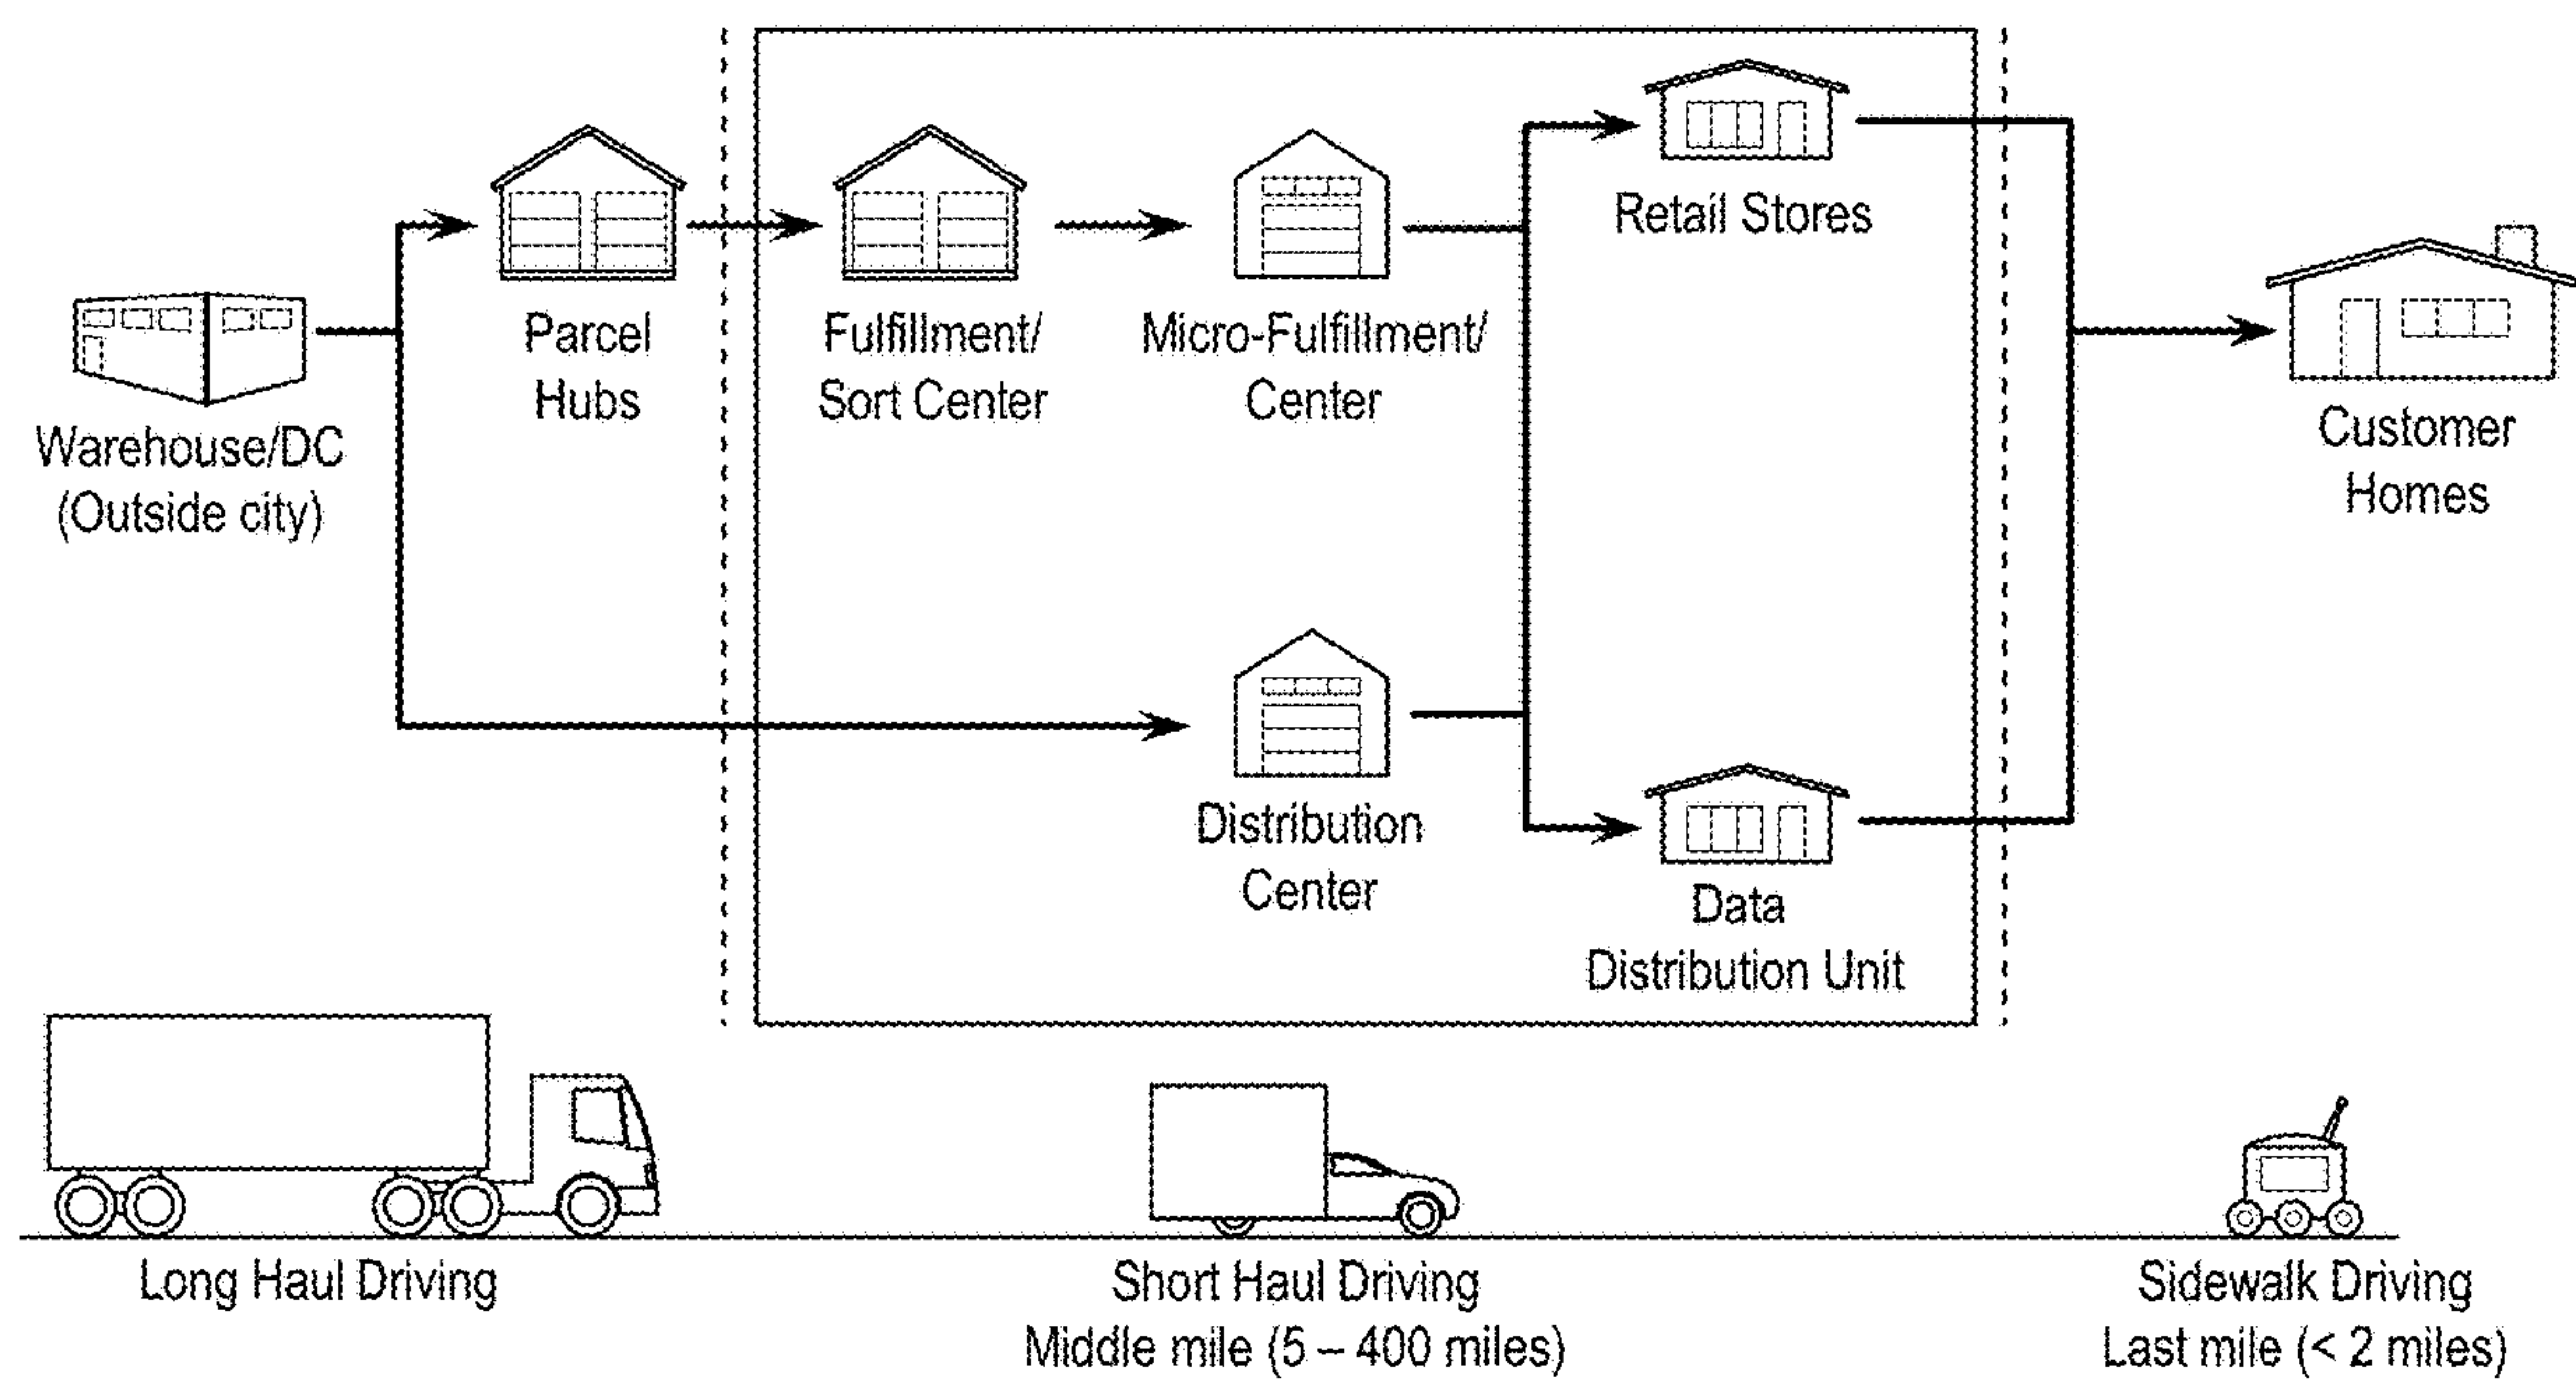 Retail Stores
Parcel
Hubs
Fulfillment/
Sort Center
Micro-Fulfillment/
Center
Warehouse/DC
(Outside city)
Customer
Homes
Distribution
Center
Data
Distribution Unit
Long Haul Driving
Short Haul Driving
Middle mile (5 – 400 miles)
Sidewalk Driving
Last mile (< 2 miles)